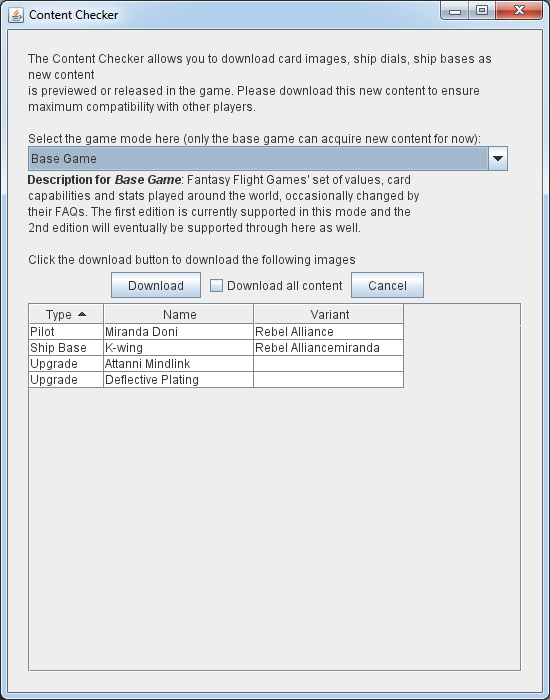 Content Checker
The Content Checker allows you to download card images, ship dials, ship bases as
new content
is previewed or released in the game. Please download this new content to ensure
maximum compatibility with other players.
Select the game mode here (only the base game can acquire new content for now):
Base Game
Description for Base Game: Fantasy Flight Games' set of values, card
capabilities and stats played around the world, occasionally changed by
their FAQs. The first edition is currently supported in this mode and the
2nd edition will eventually be supported through here as well.
Click the download button to download the following images
Download Download all content Cancel
Type Name Variant
Pilot Miranda Doni Rebel Alliance
Ship Base K-wing Rebel Alliancemiranda
Upgrade Attanni Mindlink
Upgrade Deflective Plating